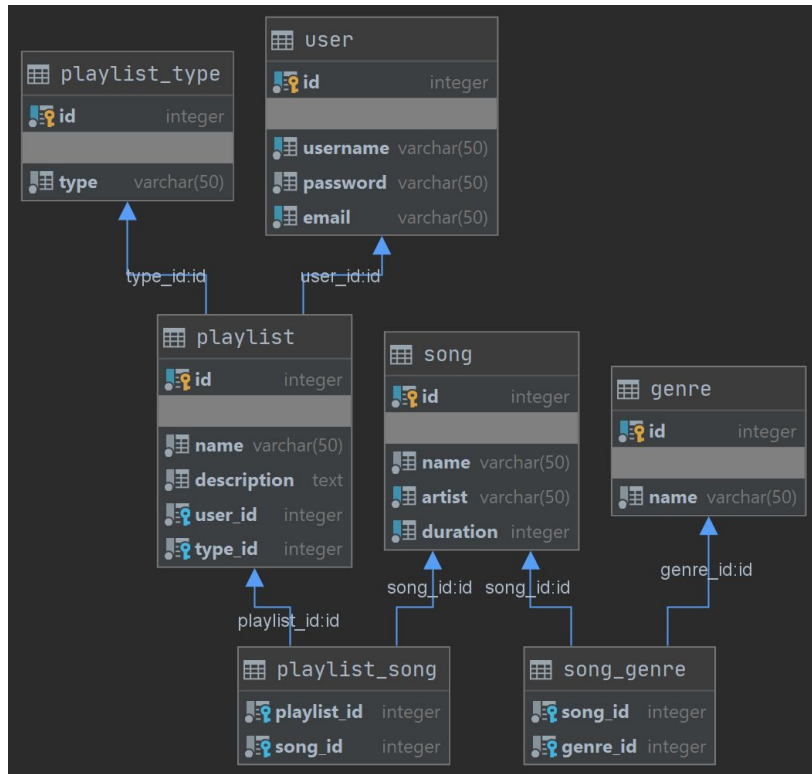 playlist_type
id integer
type varchar(50)
user
id integer
username varchar(50)
password varchar(50)
email varchar(50)
type_id:id
user_id:id
playlist
id integer
name varchar(50)
description text
user_id integer
type_id integer
song
id integer
name varchar(50)
artist varchar(50)
duration integer
genre
id integer
name varchar(50)
playlist_id:id
song_id:id
song_id:id
genre_id:id
playlist_song
playlist_id integer
song_id integer
song_genre
song_id integer
genre_id integer